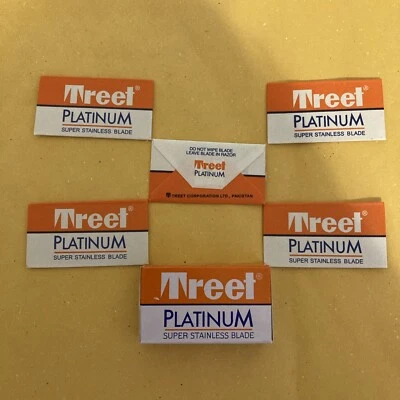 Treet®
PLATINUM
SUPER STAINLESS BLADE
Treet®
PLATINUM
SUPER STAINLESS BLADE
DO NOT WIPE BLADE
LEAVE BLADE IN RAZOR
Treet
PLATINUM
TREET CORPORATION LTD., PAKISTAN
Treet®
PLATINUM
SUPER STAINLESS BLADE
Treet®
PLATINUM
SUPER STAINLESS BLADE
Treet®
PLATINUM
SUPER STAINLESS BLADE